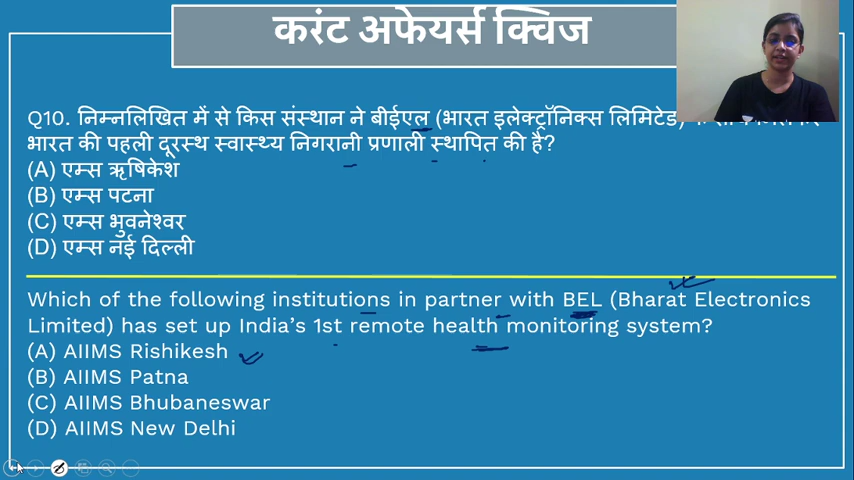 करंट अफेयर्स क्विज
Q10. निम्नलिखित में से किस संस्थान ने बीईएल (भारत इलेक्ट्रॉनिक्स लिमिटेड)
भारत की पहली दूरस्थ स्वास्थ्य निगरानी प्रणाली स्थापित की है?
(A) एम्स ऋषिकेश
(B) एम्स पटना
(C) एम्स भुवनेश्वर
(D) एम्स नई दिल्ली
Which of the following institutions in partner with BEL (Bharat Electronics
Limited) has set up India's 1st remote health monitoring system?
(A) AIIMS Rishikesh
(B) AIIMS Patna
(C) AIIMS Bhubaneswar
(D) AIIMS New Delhi